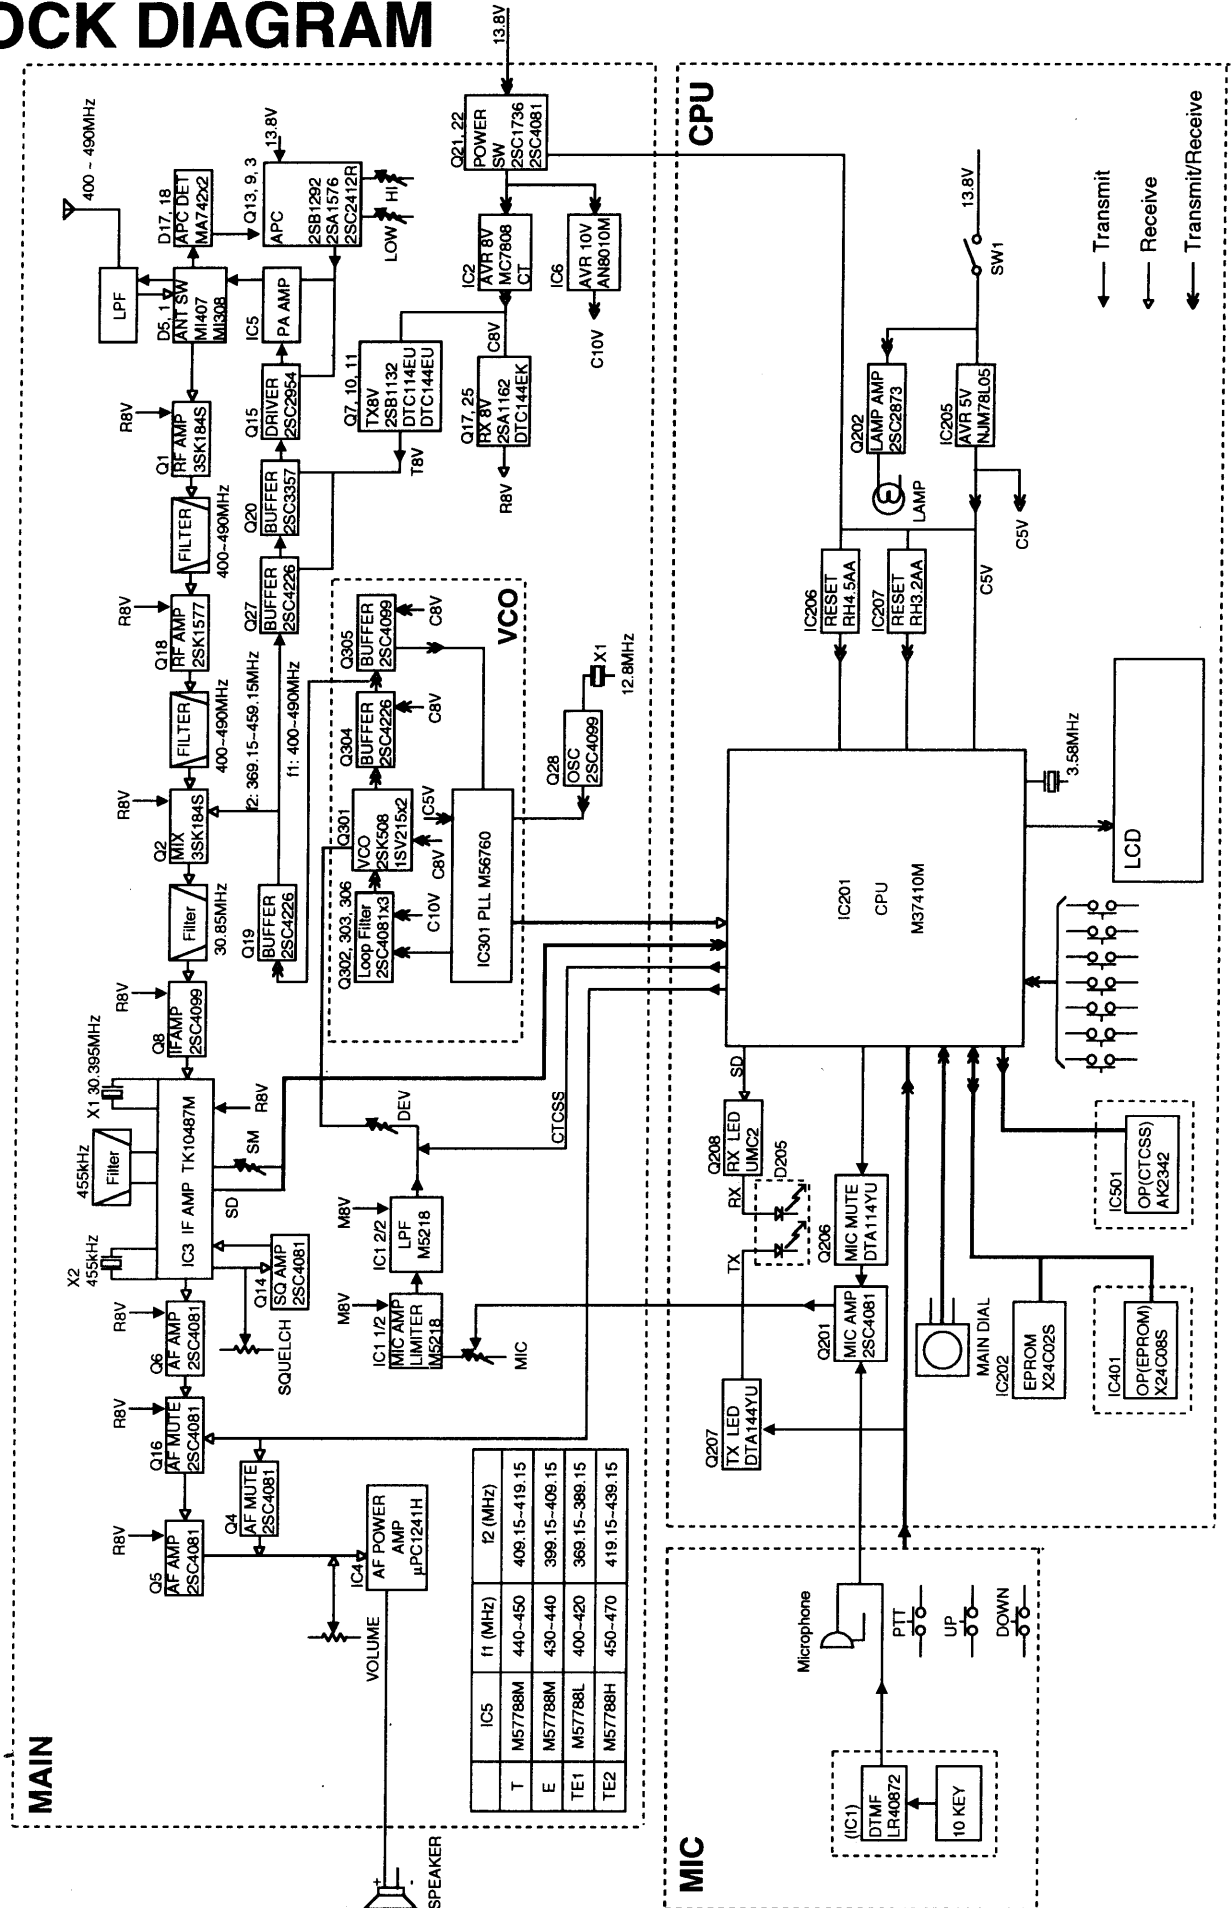 OCK DIAGRAM
MAIN
400 ~ 490MHz
LPF
D5, 1
ANT SW
MI407
MI308
D17, 18
APC DET
MA742x2
Q13, 9, 3
13.8V
APC
2SB1292
2SA1576
2SC2412R
LOW
HI
IC5
PA AMP
Q15
DRIVER
2SC2954
Q20
BUFFER
2SC3357
Q27
BUFFER
2SC4226
R8V
Q1
RF AMP
3SK184S
FILTER
400~490MHz
R8V
Q18
RF AMP
2SK1577
FILTER
400~490MHz
R8V
Q2
MIX
3SK184S
f2: 369.15~459.15MHz
f1: 400~490MHz
Filter
30.85MHz
Q19
BUFFER
2SC4226
R8V
Q8
IFAMP
2SC4099
X1 30.395MHz
455kHz
Filter
X2
455kHz
IC3 IF AMP TK10487M
R8V
SM
SD
Q14
SQ AMP
2SC4081
SQUELCH
R8V
Q6
AF AMP
2SC4081
R8V
Q16
AF MUTE
2SC4081
R8V
Q5
AF AMP
2SC4081
Q4
AF MUTE
2SC4081
IC4
AF POWER
AMP
µPC1241H
VOLUME
SPEAKER
+
-
13.8V
Q21, 22
POWER
SW
2SC1736
2SC4081
IC2
AVR 8V
MC7808
CT
IC6
AVR 10V
AN8010M
C10V
C8V
Q7, 10, 11
TX8V
2SB1132
DTC114EU
DTC144EU
T8V
Q17, 25
RX 8V
2SA1162
DTC144EK
R8V
VCO
Q305
BUFFER
2SC4099
C8V
Q304
BUFFER
2SC4226
C8V
Q301
VCO
2SK508
1SV215x2
C5V
C8V
Q302, 303, 306
Loop Filter
2SC4081x3
C10V
IC301 PLL M56760
Q28
OSC
2SC4099
X1
12.8MHz
DEV
CTCSS
M8V
IC1 2/2
LPF
M5218
M8V
IC1 1/2
MIC AMP
LIMITER
M5218
MIC
IC5 f1 (MHz) f2 (MHz)
T M57788M 440~450 409.15~419.15
E M57788M 430~440 399.15~409.15
TE1 M57788L 400~420 369.15~389.15
TE2 M57788H 450~470 419.15~439.15
CPU
13.8V
SW1
Q202
LAMP AMP
2SC2873
LAMP
IC205
AVR 5V
NJM78L05
C5V
C5V
IC206
RESET
RH4.5AA
IC207
RESET
RH3.2AA
Transmit
Receive
Transmit/Receive
IC201
CPU
M37410M
3.58MHz
LCD
SD
Q208
RX LED
UMC2
RX
D205
TX
Q206
MIC MUTE
DTA114YU
Q201
MIC AMP
2SC4081
Q207
TX LED
DTA144YU
MAIN DIAL
IC202
EPROM
X24C02S
IC401
OP(EPROM)
X24C08S
IC501
OP(CTCSS)
AK2342
MIC
Microphone
PTT
UP
DOWN
(IC1)
DTMF
LR40872
10 KEY